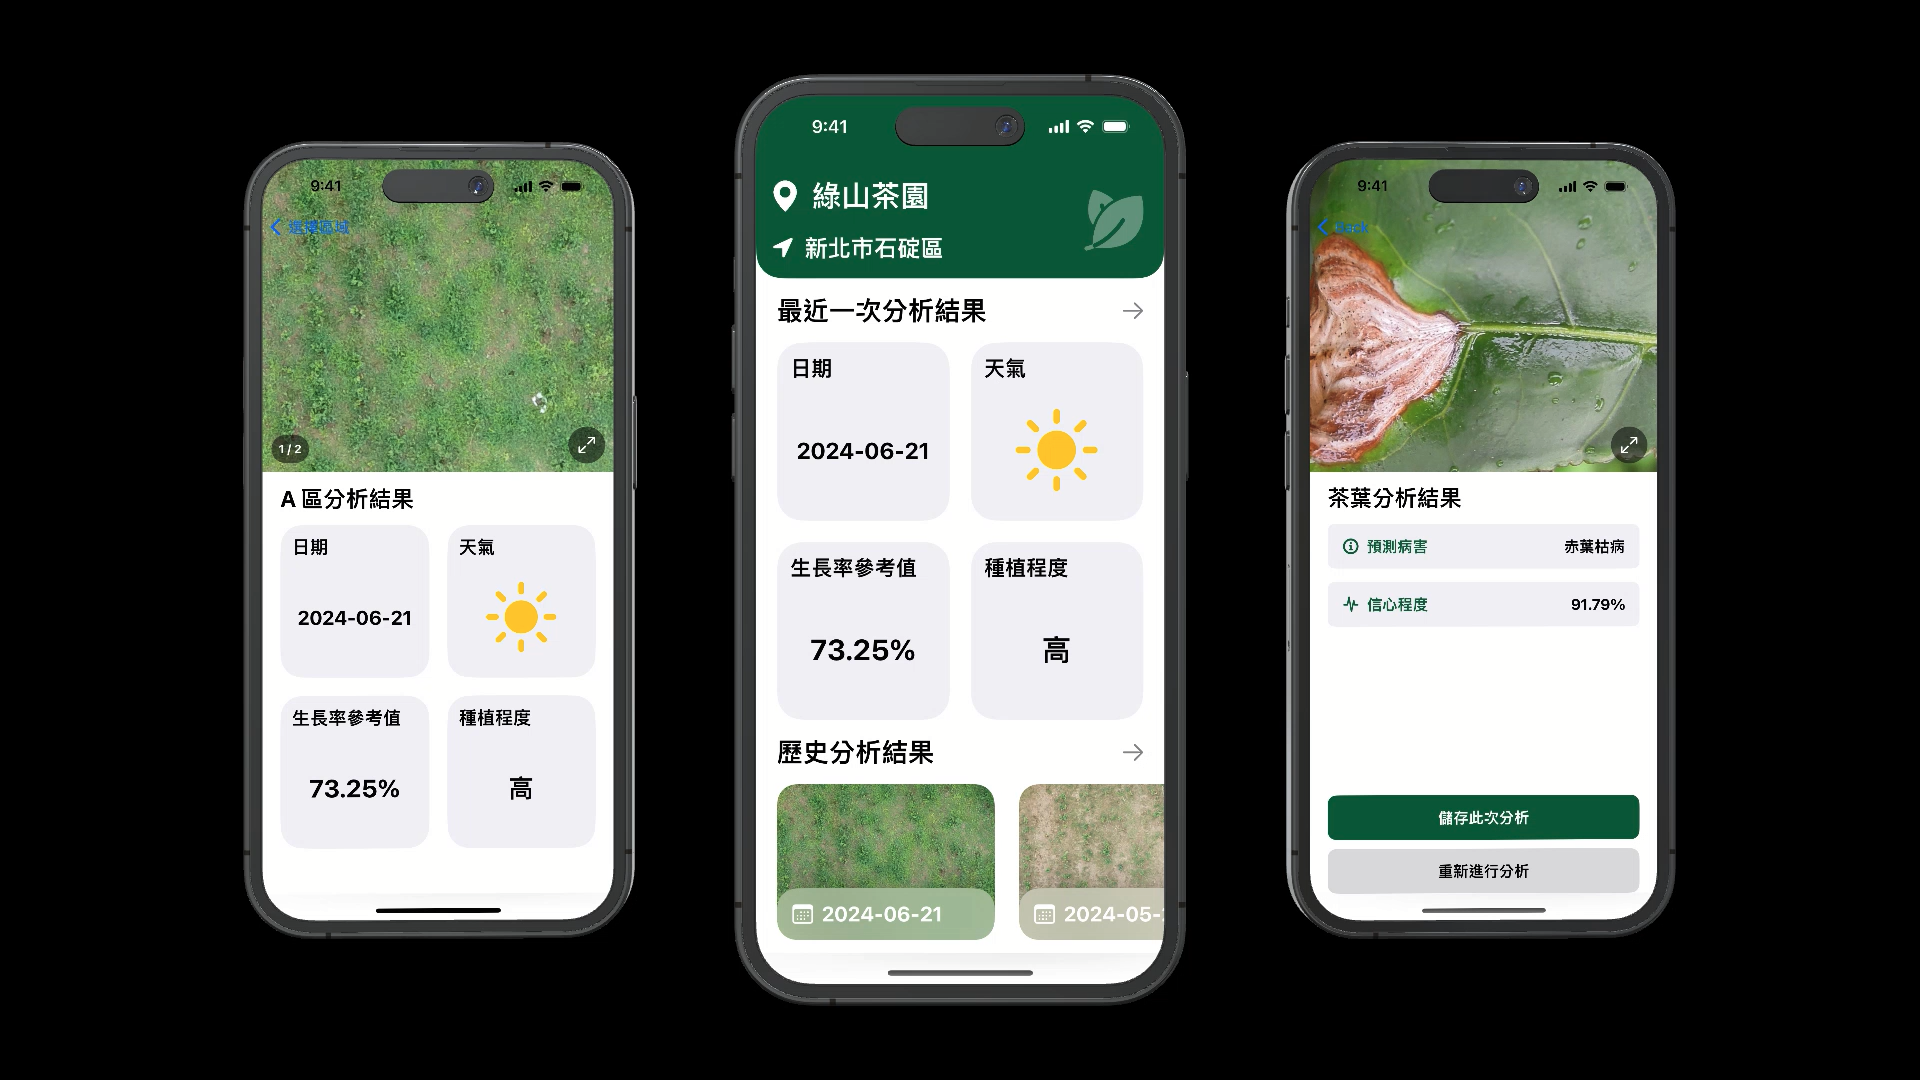 9:41
選擇區域
1 / 2
A 區分析結果
日期
天氣
2024-06-21
生長率參考值
種植程度
73.25%
高
9:41
綠山茶園
新北市石碇區
最近一次分析結果
日期
天氣
2024-06-21
生長率參考值
種植程度
73.25%
高
歷史分析結果
2024-06-21
2024-05-
9:41
Back
茶葉分析結果
預測病害
赤葉枯病
信心程度
91.79%
儲存此次分析
重新進行分析